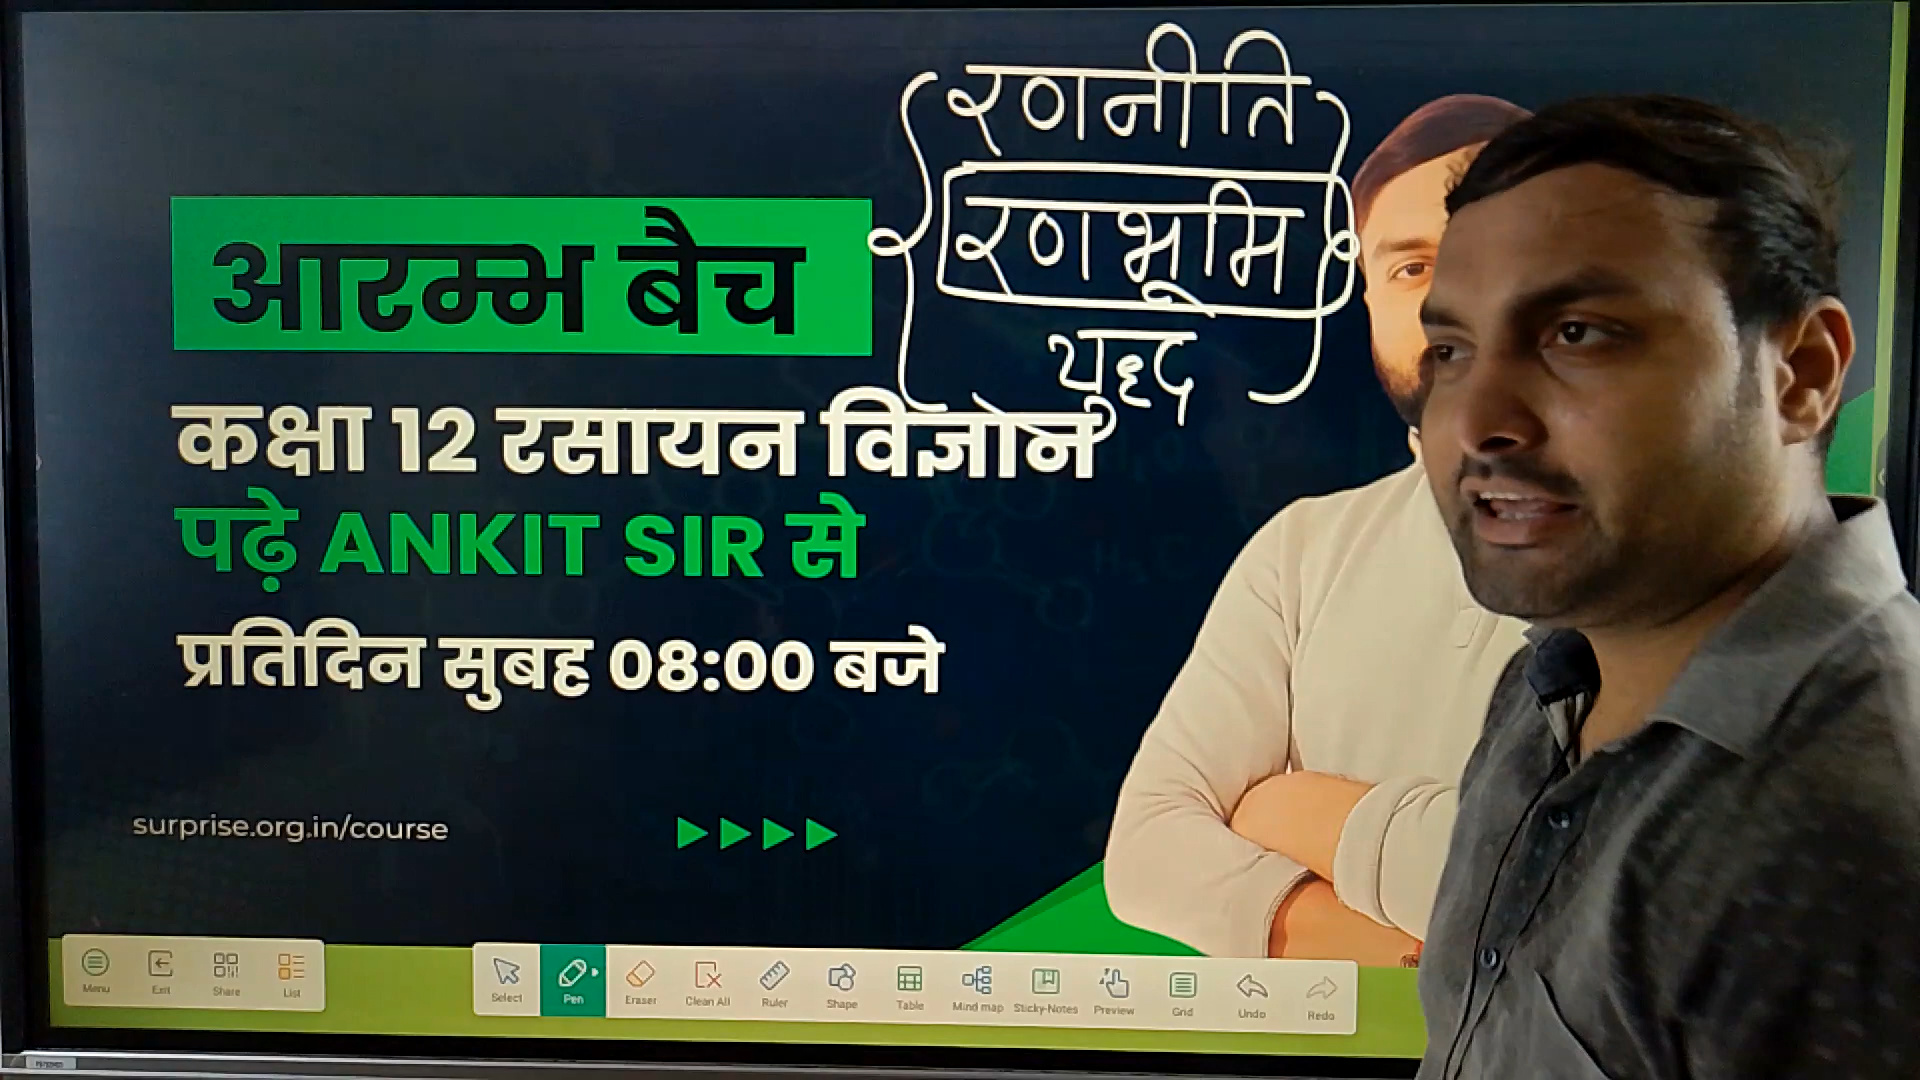 रणनीति
रणभूमि
युद्ध
आरम्भ बैच
कक्षा 12 रसायन विज्ञान
पढ़े ANKIT SIR से
प्रतिदिन सुबह 08:00 बजे
surprise.org.in/course
Menu Exit Share List Select Pen Eraser Clean All Ruler Shape Table Mind map Sticky-Notes Preview Grid Undo Redo